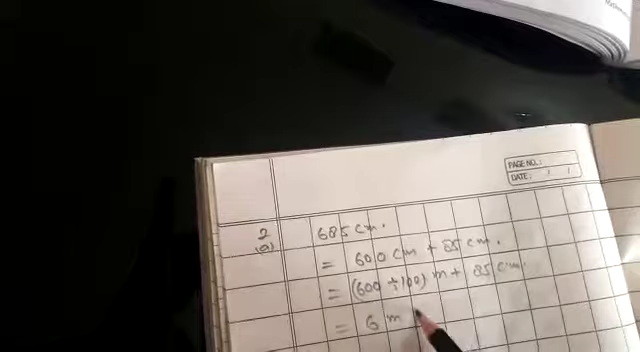 PAGE NO.:
DATE: / /
2
(a) 685 cm.
= 600 cm + 85 cm.
= (600 ÷ 100) m + 85 cm.
= 6 m